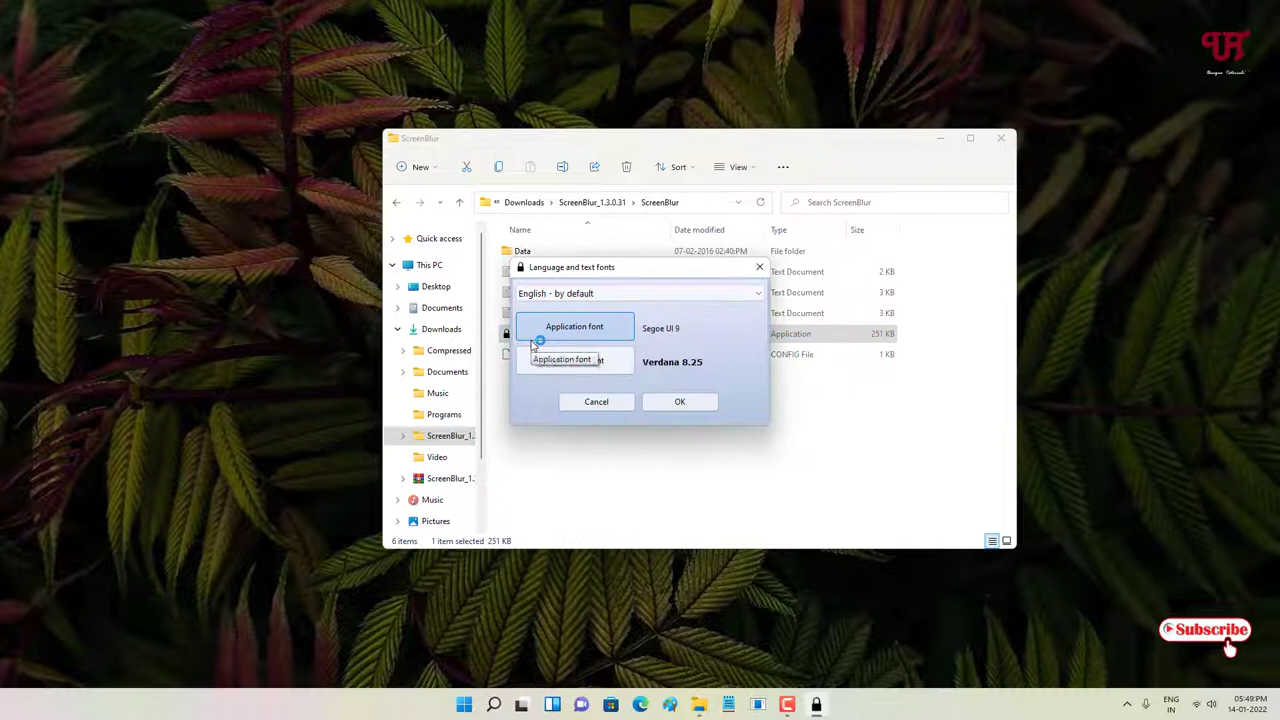 UR
Unique Tutorials
ScreenBlur
New
Sort
View
Downloads
ScreenBlur_1.3.0.31
ScreenBlur
Search ScreenBlur
Name
Date modified
Type
Size
Quick access
This PC
Desktop
Documents
Downloads
Compressed
Documents
Music
Programs
ScreenBlur_1.
Video
ScreenBlur_1.
Music
Pictures
Data
07-02-2016 02:40:PM
File folder
Text Document
2 KB
Text Document
3 KB
Text Document
3 KB
Application
251 KB
CONFIG File
1 KB
Language and text fonts
English - by default
Application font
Segoe UI 9
Application font
Verdana 8.25
Cancel
OK
6 items
1 item selected 251 KB
Subscribe
ENG
IN
05:49:PM
14-01-2022